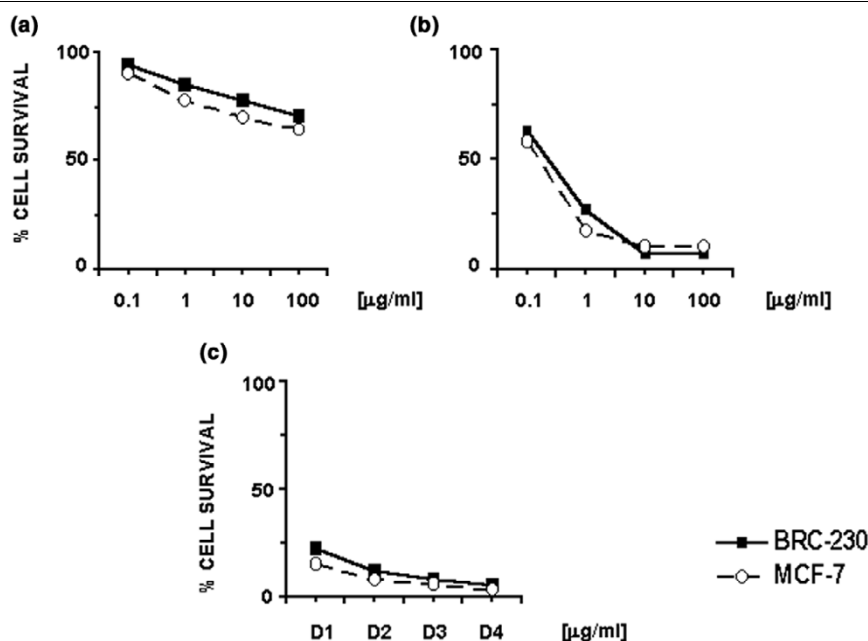 (a)
% CELL SURVIVAL
100
50
0
0.1 1 10 100 [µg/ml]
(b)
100
50
0
0.1 1 10 100 [µg/ml]
(c)
% CELL SURVIVAL
100
50
0
D1 D2 D3 D4 [µg/ml]
BRC-230
MCF-7